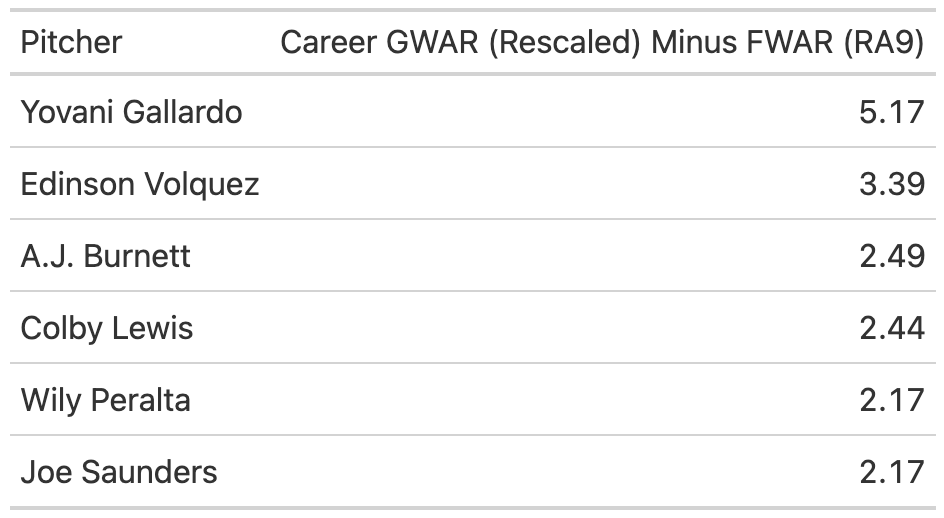 Pitcher Career GWAR (Rescaled) Minus FWAR (RA9)
Yovani Gallardo 5.17
Edinson Volquez 3.39
A.J. Burnett 2.49
Colby Lewis 2.44
Wily Peralta 2.17
Joe Saunders 2.17